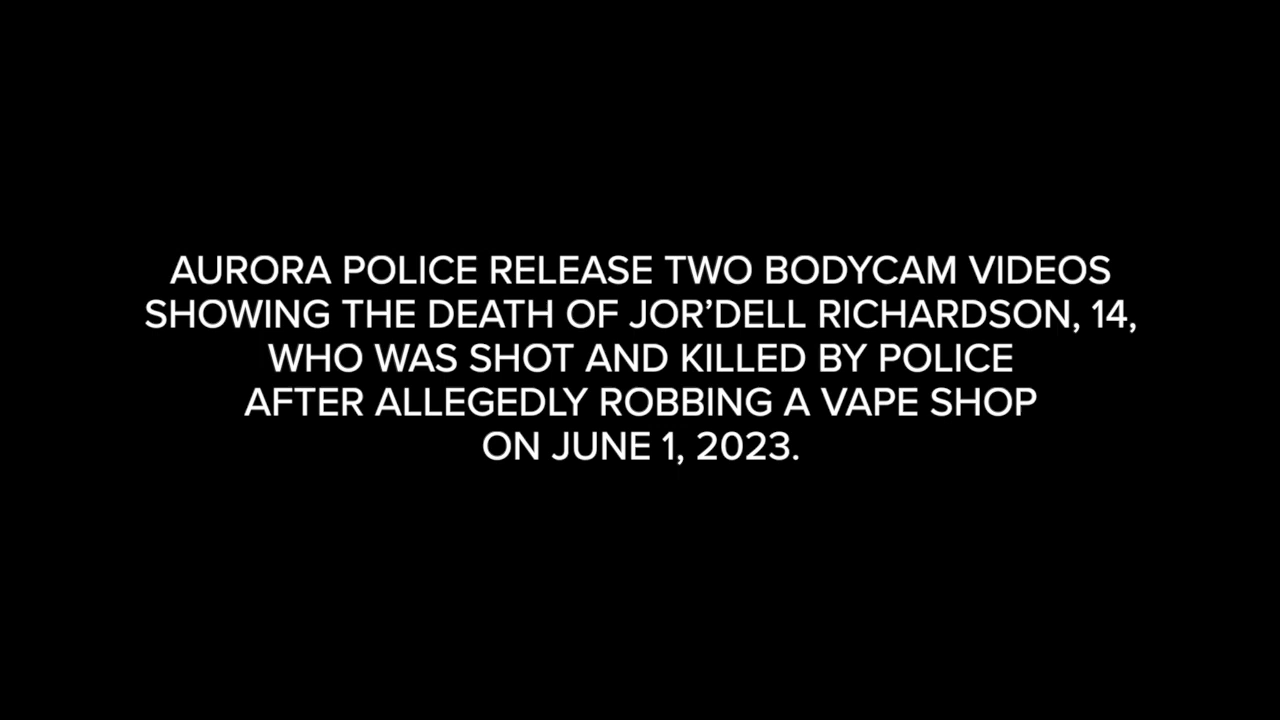 AURORA POLICE RELEASE TWO BODYCAM VIDEOS
SHOWING THE DEATH OF JOR’DELL RICHARDSON, 14,
WHO WAS SHOT AND KILLED BY POLICE
AFTER ALLEGEDLY ROBBING A VAPE SHOP
ON JUNE 1, 2023.